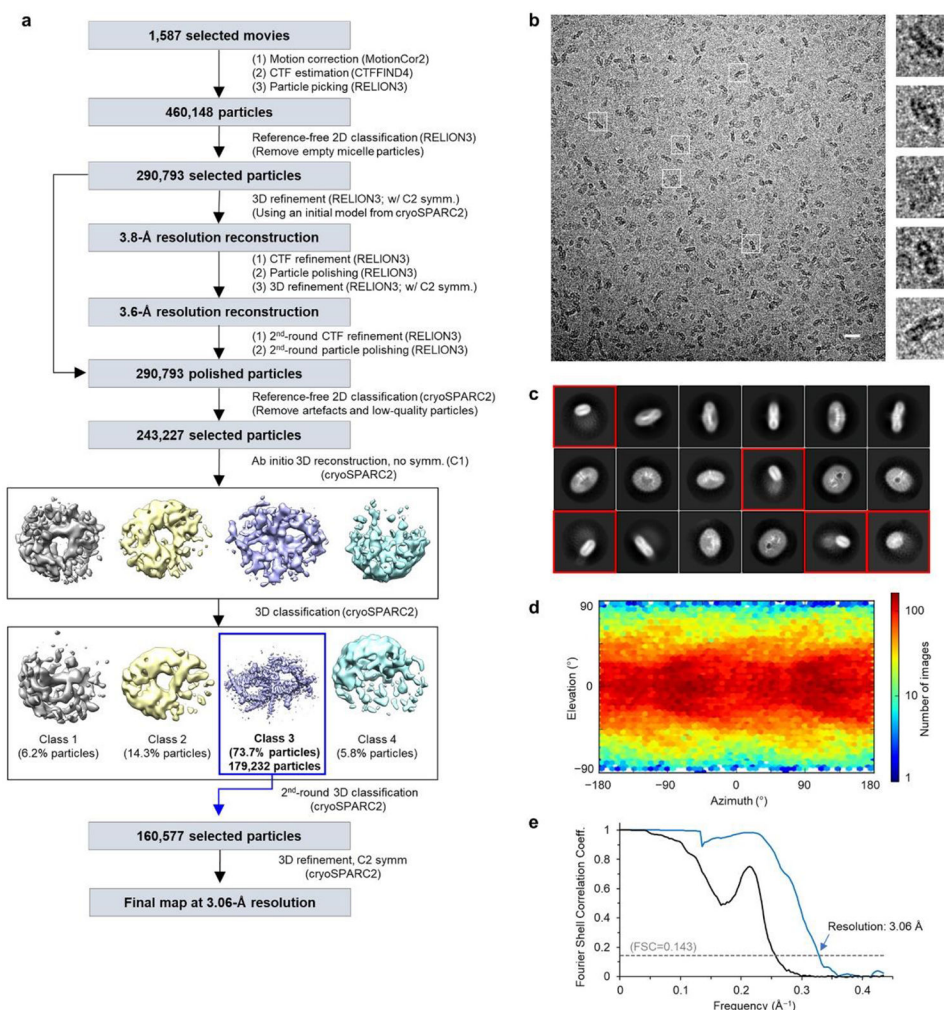 a
1,587 selected movies
(1) Motion correction (MotionCor2)
(2) CTF estimation (CTFFIND4)
(3) Particle picking (RELION3)
460,148 particles
Reference-free 2D classification (RELION3)
(Remove empty micelle particles)
290,793 selected particles
3D refinement (RELION3; w/ C2 symm.)
(Using an initial model from cryoSPARC2)
3.8-Å resolution reconstruction
(1) CTF refinement (RELION3)
(2) Particle polishing (RELION3)
(3) 3D refinement (RELION3; w/ C2 symm.)
3.6-Å resolution reconstruction
(1) 2nd-round CTF refinement (RELION3)
(2) 2nd-round particle polishing (RELION3)
290,793 polished particles
Reference-free 2D classification (cryoSPARC2)
(Remove artefacts and low-quality particles)
243,227 selected particles
Ab initio 3D reconstruction, no symm. (C1)
(cryoSPARC2)
3D classification (cryoSPARC2)
Class 1
(6.2% particles)
Class 2
(14.3% particles)
Class 3
(73.7% particles)
179,232 particles
Class 4
(5.8% particles)
2nd-round 3D classification
(cryoSPARC2)
160,577 selected particles
3D refinement, C2 symm
(cryoSPARC2)
Final map at 3.06-Å resolution
b
c
d
90
0
−90
Elevation (°)
−180
−90
0
90
180
Azimuth (°)
100
10
1
Number of images
e
1
0.8
0.6
0.4
0.2
0
Fourier Shell Correlation Coeff.
(FSC=0.143)
Resolution: 3.06 Å
0
0.1
0.2
0.3
0.4
Frequency (Å⁻¹)